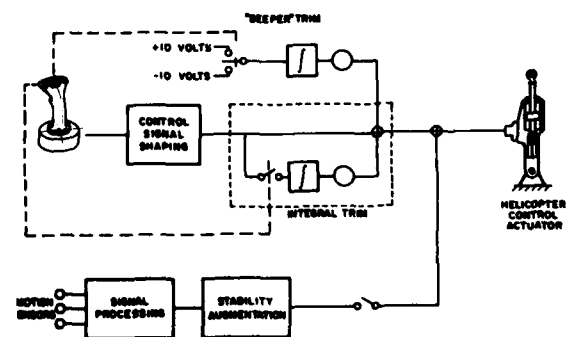 "BEEPER" TRIM
+10 VOLTS
-10 VOLTS
∫
CONTROL
SIGNAL
SHAPING
∫
INTEGRAL TRIM
HELICOPTER
CONTROL
ACTUATOR
MOTION
SIGNAL
PROCESSING
STABILITY
AUGMENTATION